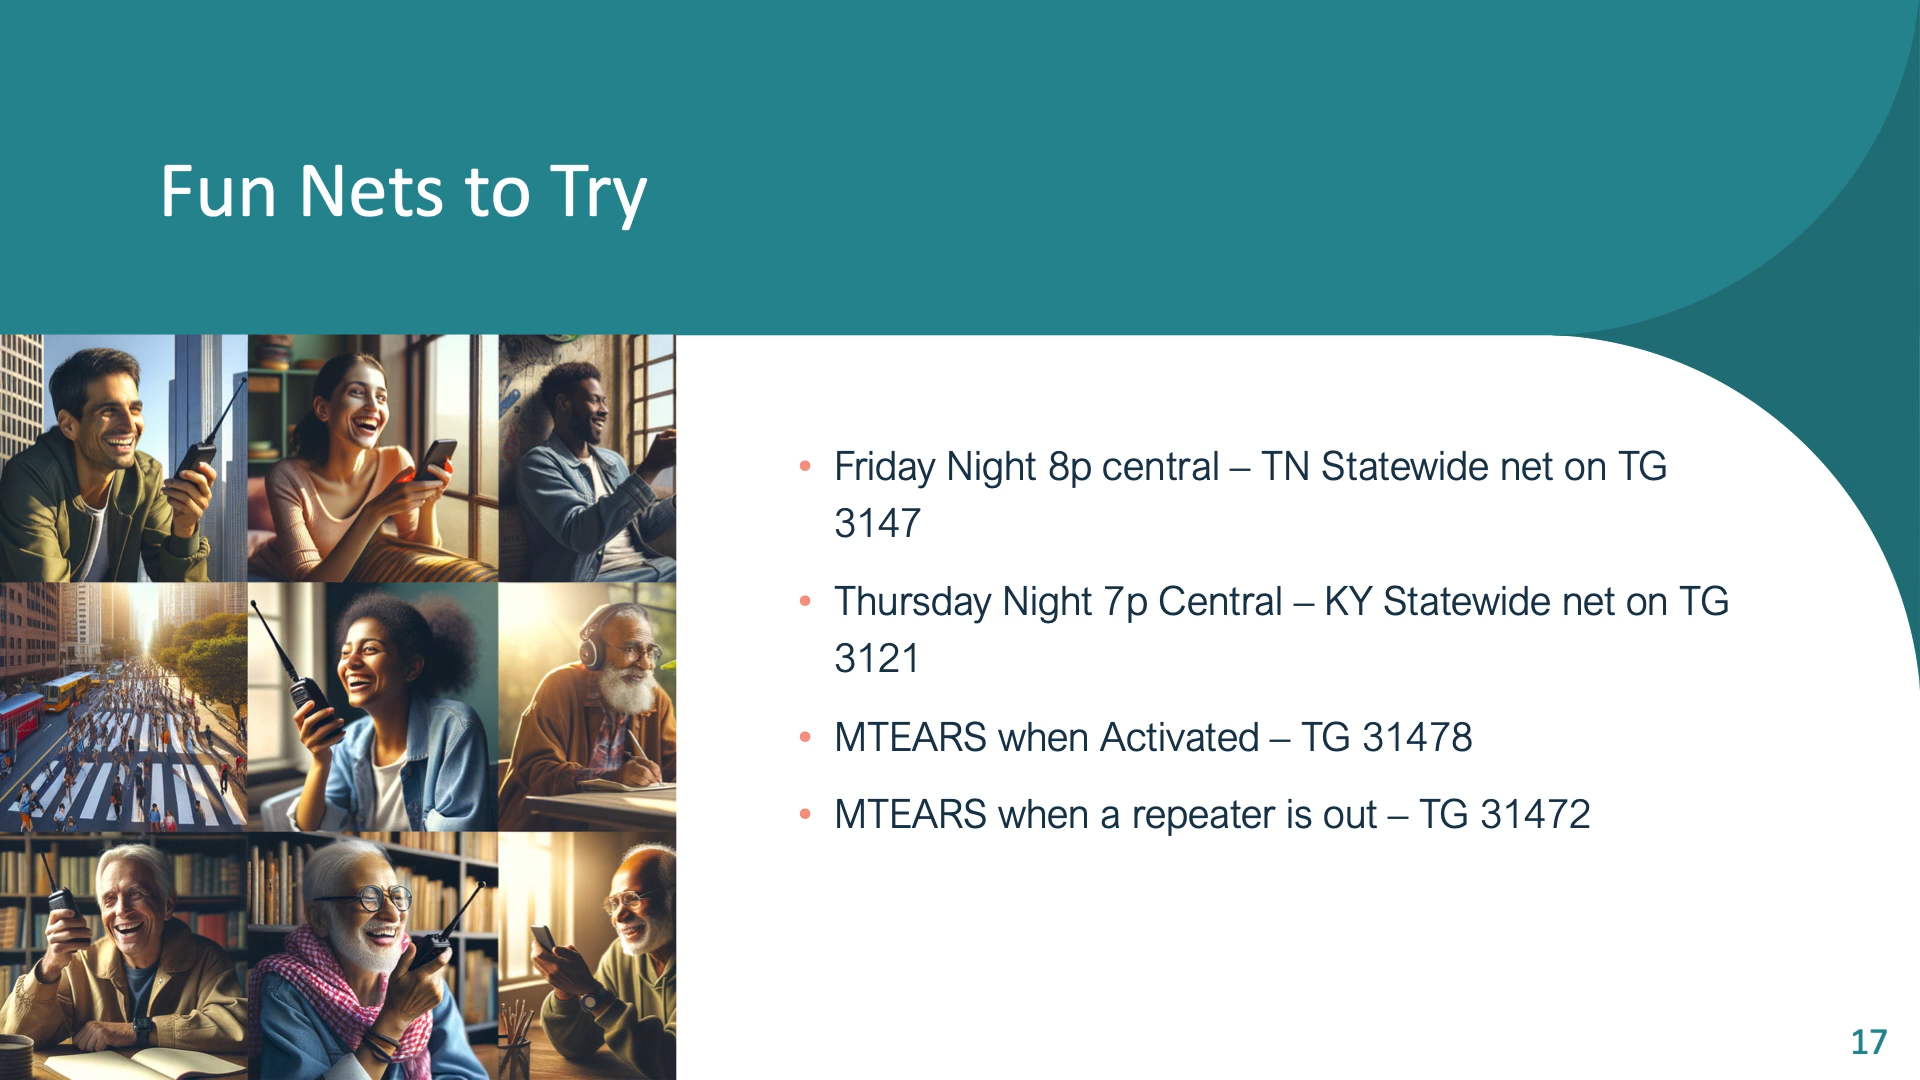 Fun Nets to Try
• Friday Night 8p central – TN Statewide net on TG
3147
• Thursday Night 7p Central – KY Statewide net on TG
3121
• MTEARS when Activated – TG 31478
• MTEARS when a repeater is out – TG 31472
17